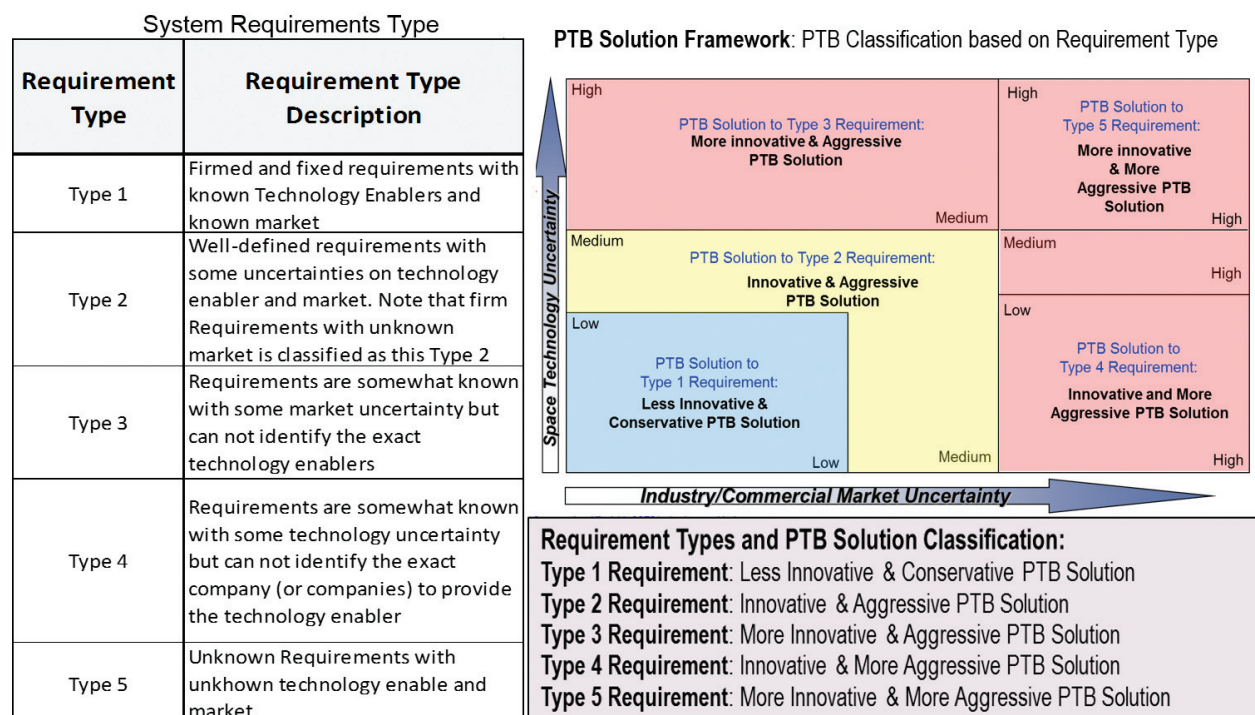 System Requirements Type
Requirement
Type
Requirement Type
Description
Type 1
Firmed and fixed requirements with
known Technology Enablers and
known market
Type 2
Well-defined requirements with
some uncertainties on technology
enabler and market. Note that firm
Requirements with unknown
market is classified as this Type 2
Type 3
Requirements are somewhat known
with some market uncertainty but
can not identify the exact
technology enablers
Type 4
Requirements are somewhat known
with some technology uncertainty
but can not identify the exact
company (or companies) to provide
the technology enabler
Type 5
Unknown Requirements with
unkhown technology enable and
market
PTB Solution Framework: PTB Classification based on Requirement Type
Space Technology Uncertainty
High
PTB Solution to Type 3 Requirement:
More innovative & Aggressive
PTB Solution
Medium
High
PTB Solution to
Type 5 Requirement:
More innovative
& More
Aggressive PTB
Solution
High
Medium
PTB Solution to Type 2 Requirement:
Innovative & Aggressive
PTB Solution
Medium
Medium
High
Low
PTB Solution to
Type 1 Requirement:
Less Innovative &
Conservative PTB Solution
Low
Low
PTB Solution to
Type 4 Requirement:
Innovative and More
Aggressive PTB Solution
High
Industry/Commercial Market Uncertainty
Requirement Types and PTB Solution Classification:
Type 1 Requirement: Less Innovative & Conservative PTB Solution
Type 2 Requirement: Innovative & Aggressive PTB Solution
Type 3 Requirement: More Innovative & Aggressive PTB Solution
Type 4 Requirement: Innovative & More Aggressive PTB Solution
Type 5 Requirement: More Innovative & More Aggressive PTB Solution